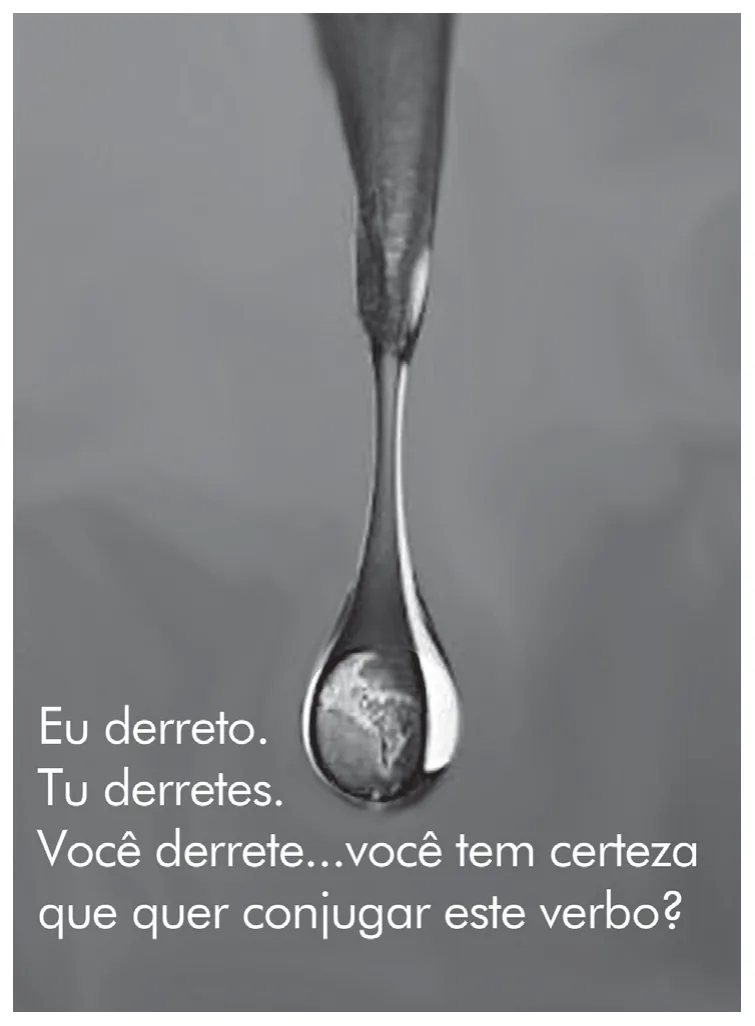 Eu derreto.
Tu derretes.
Você derrete...você tem certeza
que quer conjugar este verbo?